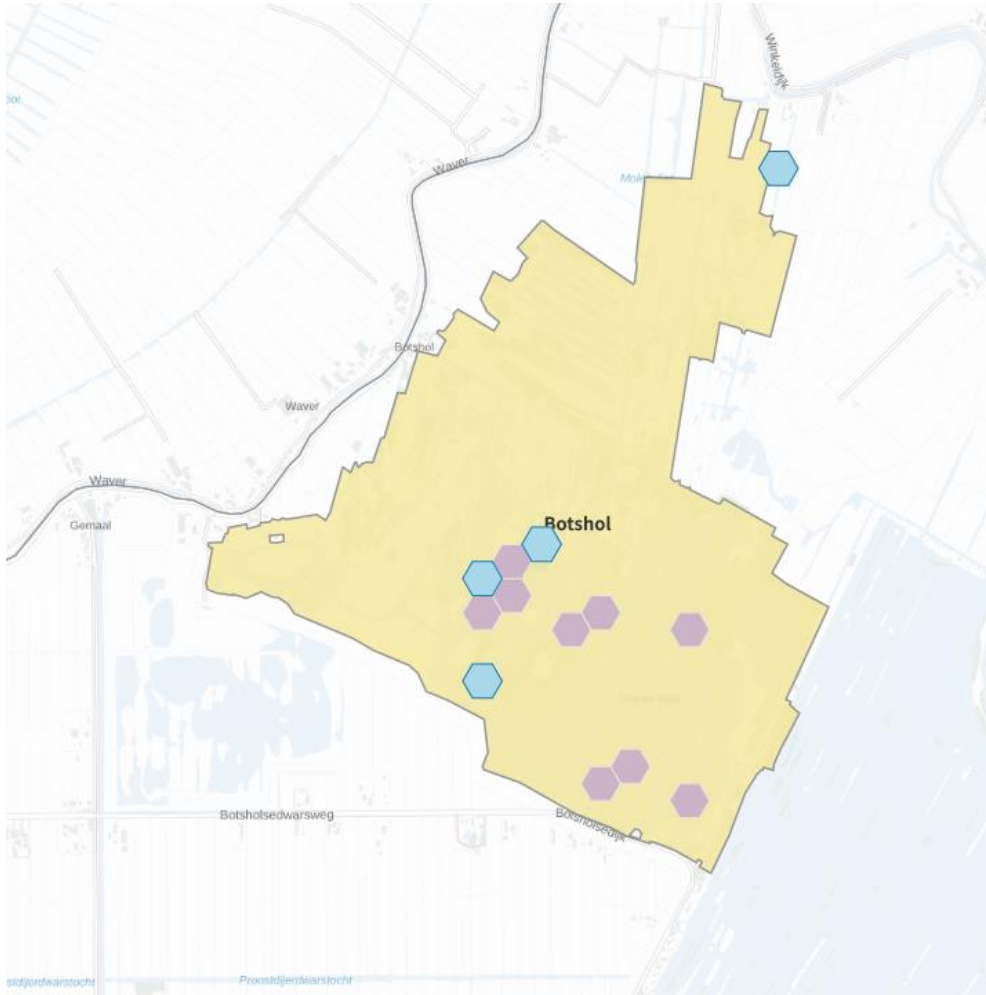 Winkeldijk
Waver
Botshol
Waver
Waver
Gemaal
Botshol
Botsholsedwarsweg
Botsholsedijk
Proostdijerdwarstocht